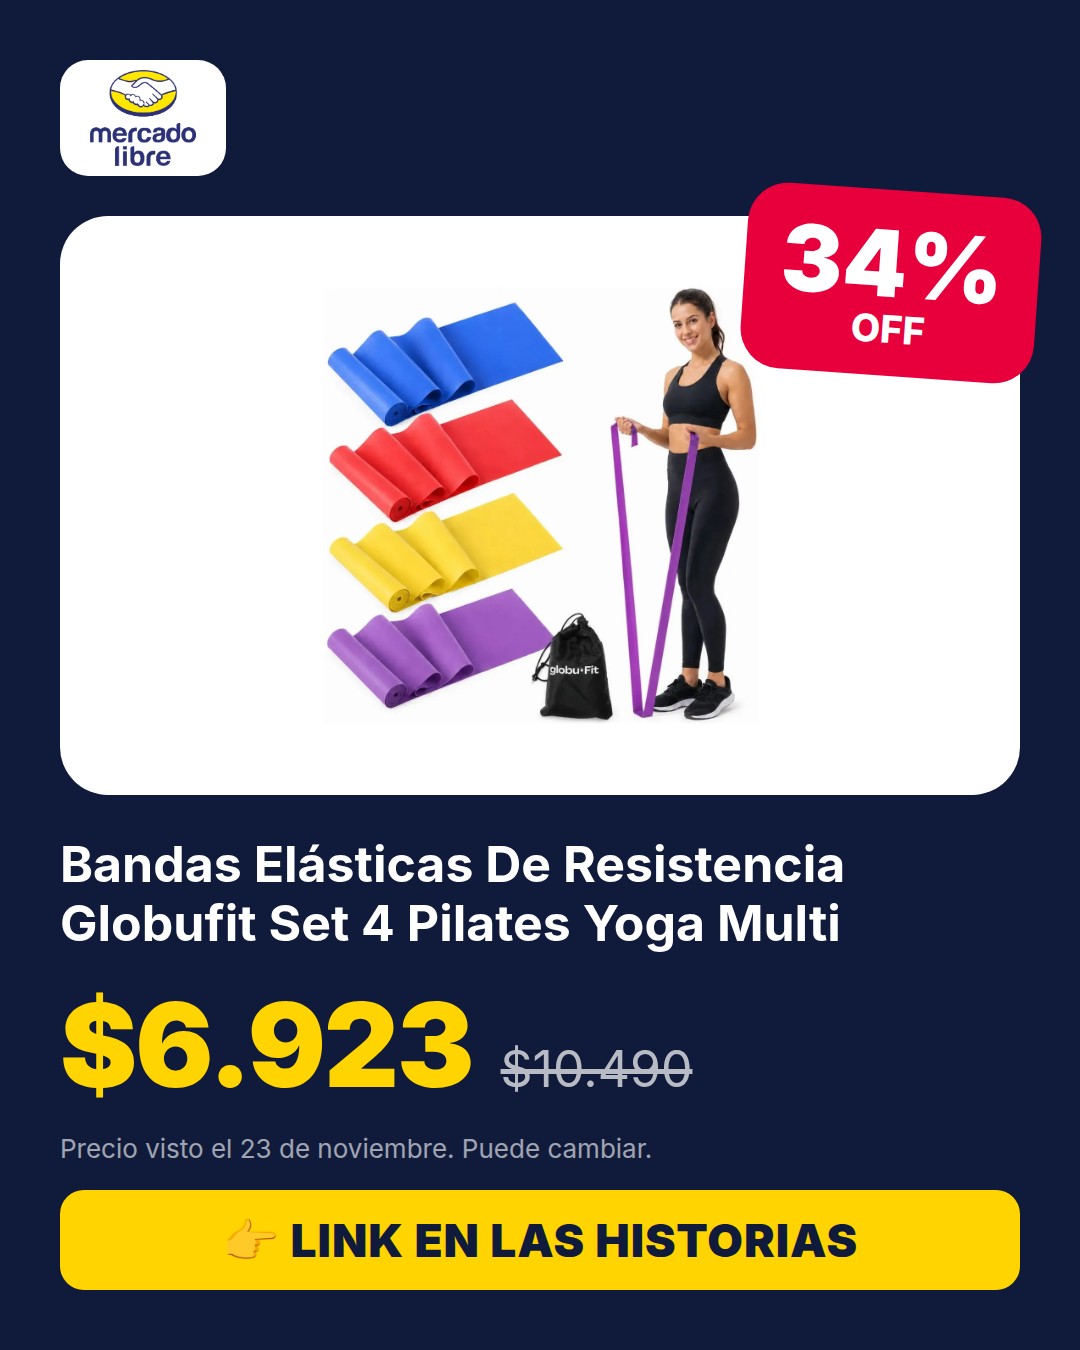 mercado
libre
34%
OFF
globu•Fit
Bandas Elásticas De Resistencia
Globufit Set 4 Pilates Yoga Multi
$6.923 $10.490
Precio visto el 23 de noviembre. Puede cambiar.
👉 LINK EN LAS HISTORIAS